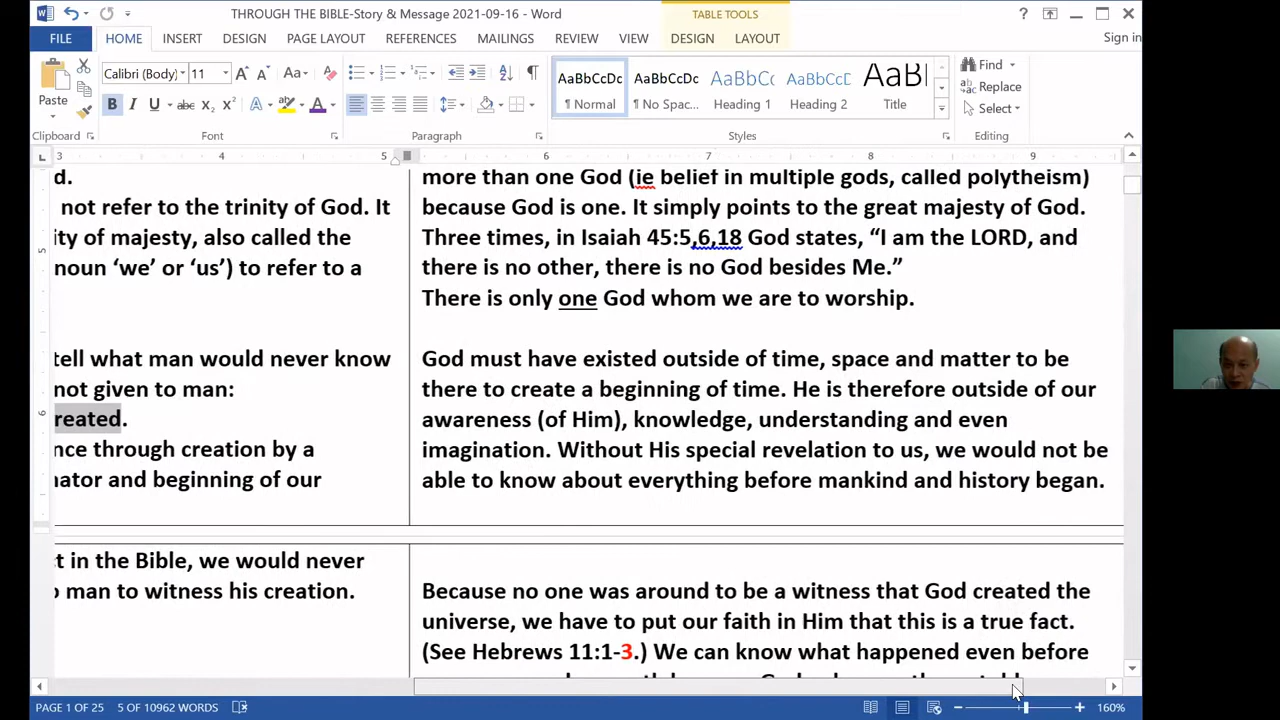 THROUGH THE BIBLE-Story & Message 2021-09-16 - Word
TABLE TOOLS
Sign in
FILE HOME INSERT DESIGN PAGE LAYOUT REFERENCES MAILINGS REVIEW VIEW DESIGN LAYOUT
Calibri (Body) 11
Paste
AaBbCcDc AaBbCcDc AaBbCc AaBbCcDc AaBl
¶ Normal ¶ No Spac... Heading 1 Heading 2 Title
Find
Replace
Select
Clipboard Font Paragraph Styles Editing
3 4 5 6 7 8 9
d.
not refer to the trinity of God. It
ity of majesty, also called the
noun ‘we’ or ‘us’) to refer to a
tell what man would never know
not given to man:
reated.
nce through creation by a
nator and beginning of our
t in the Bible, we would never
o man to witness his creation.
more than one God (ie belief in multiple gods, called polytheism)
because God is one. It simply points to the great majesty of God.
Three times, in Isaiah 45:5,6,18 God states, “I am the LORD, and
there is no other, there is no God besides Me.”
There is only one God whom we are to worship.
God must have existed outside of time, space and matter to be
there to create a beginning of time. He is therefore outside of our
awareness (of Him), knowledge, understanding and even
imagination. Without His special revelation to us, we would not be
able to know about everything before mankind and history began.
Because no one was around to be a witness that God created the
universe, we have to put our faith in Him that this is a true fact.
(See Hebrews 11:1-3.) We can know what happened even before
PAGE 1 OF 25 5 OF 10962 WORDS
160%